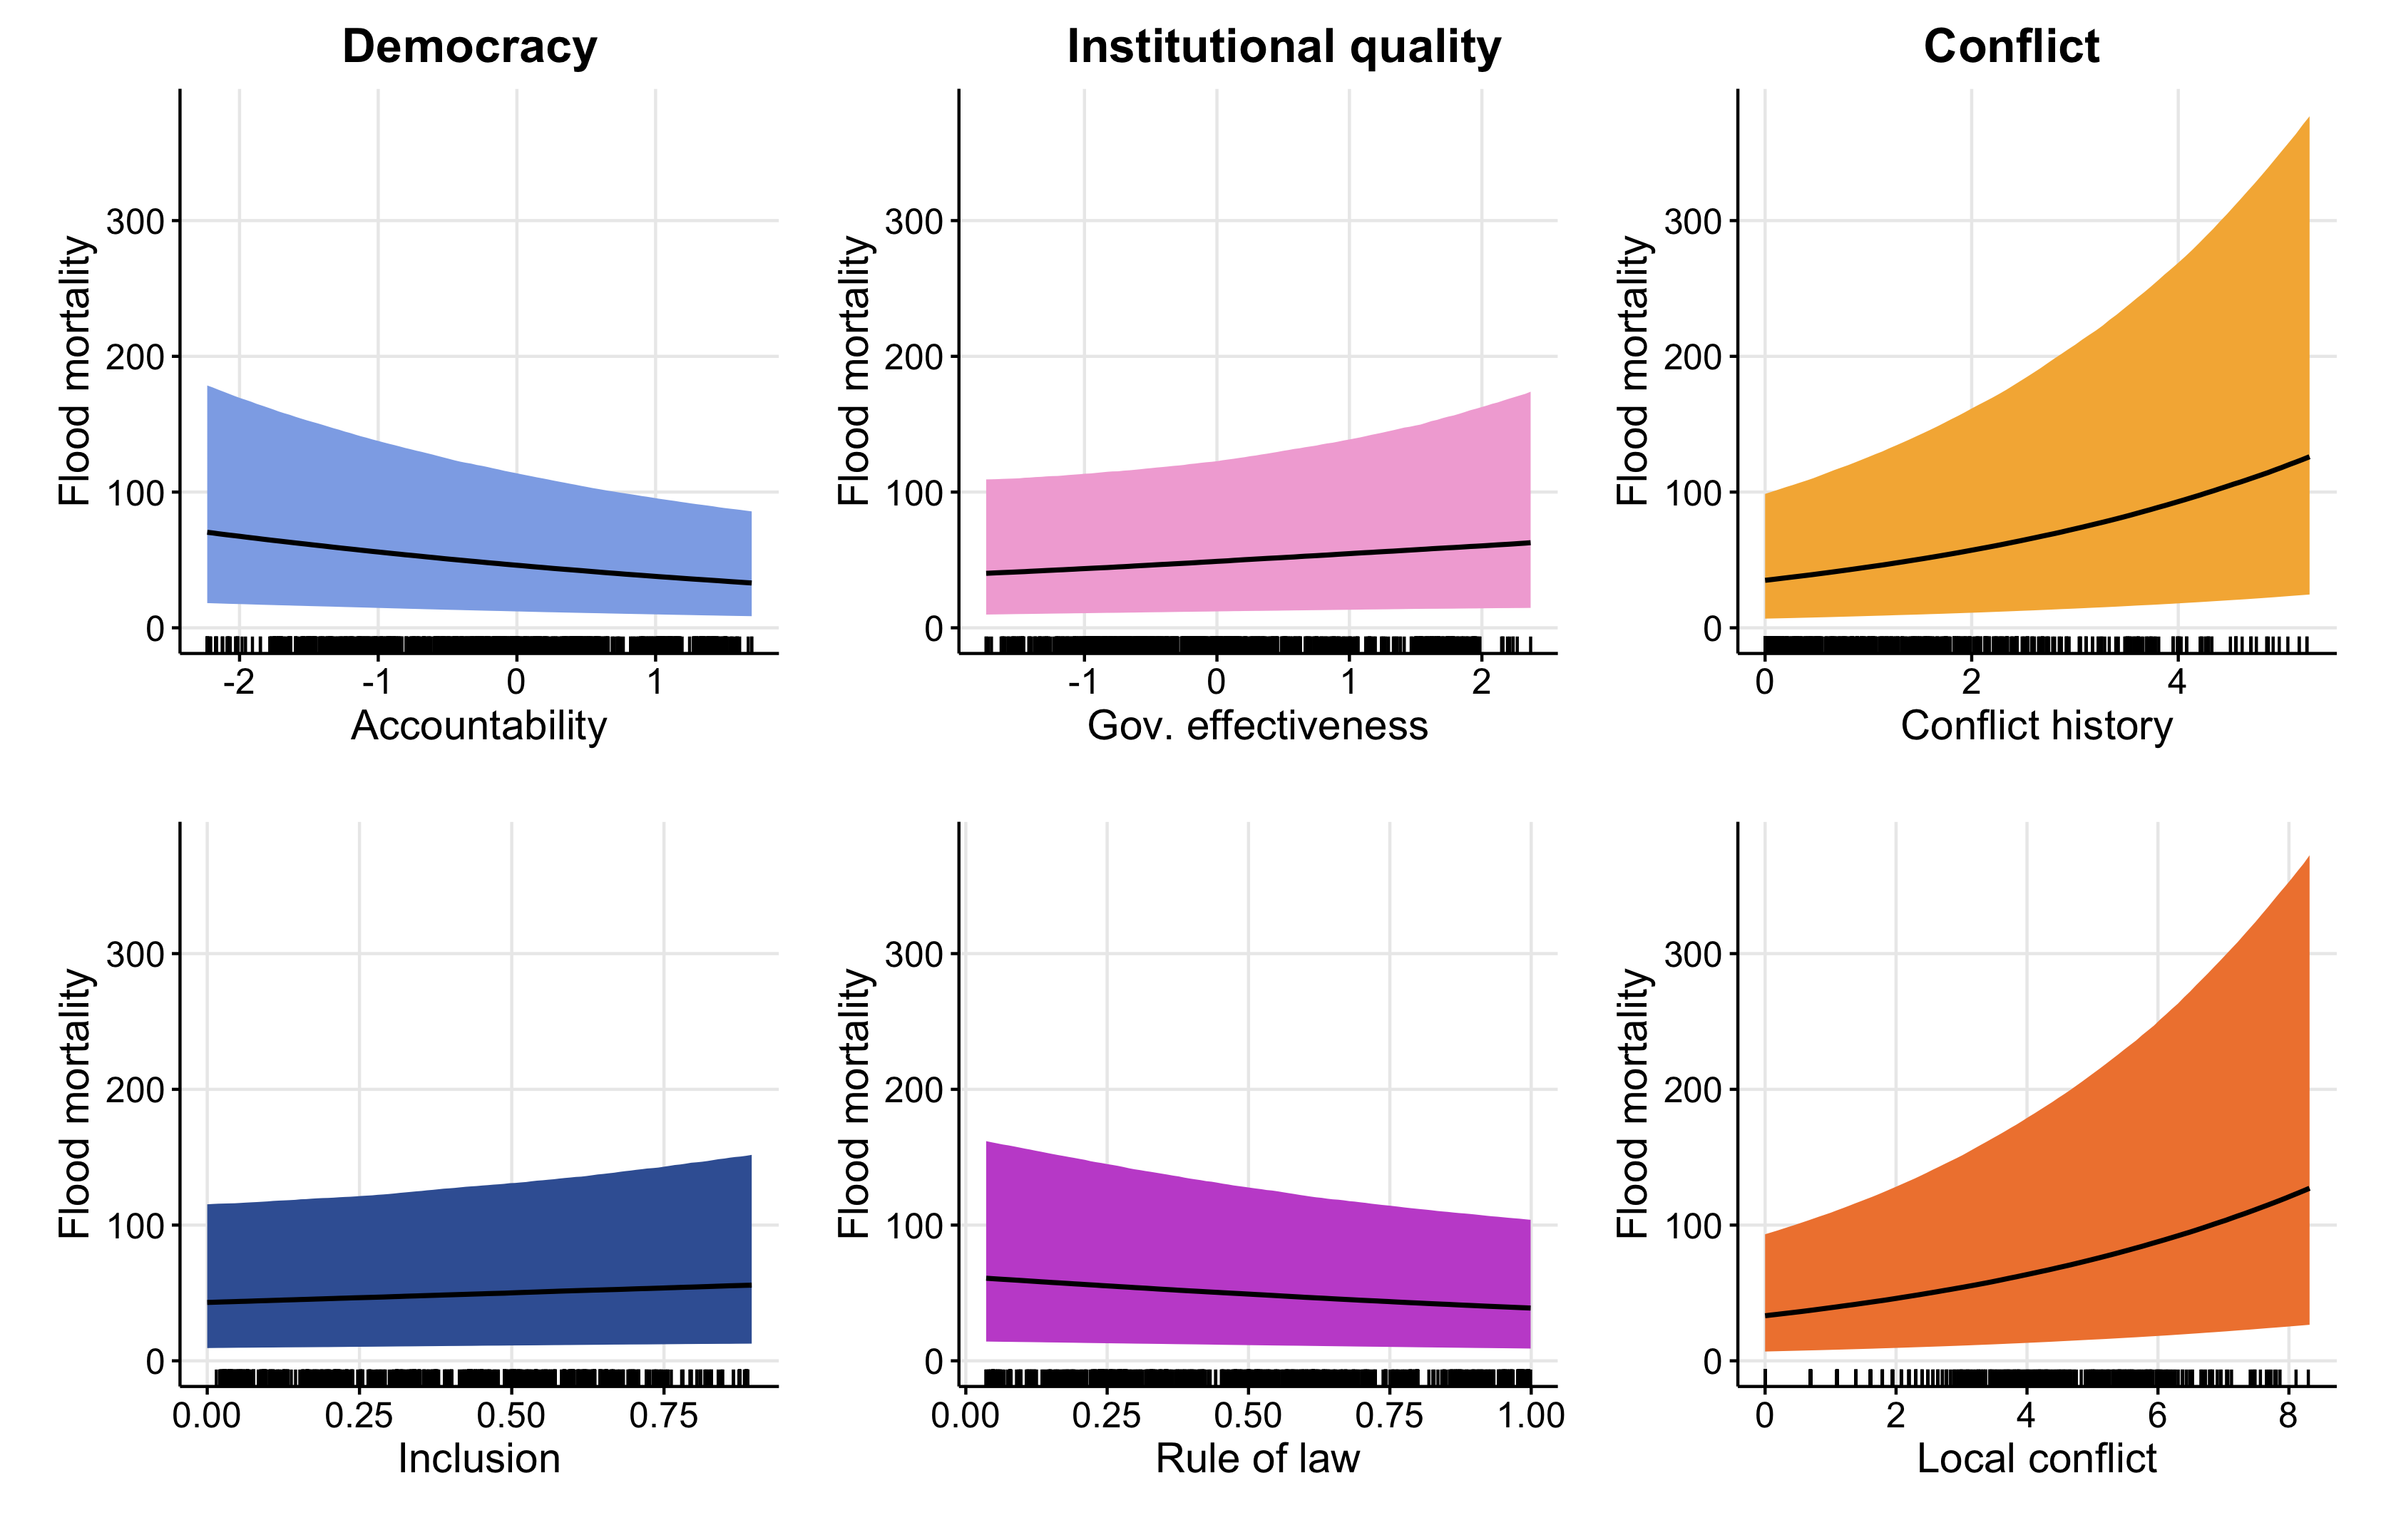 Democracy
Institutional quality
Conflict
Flood mortality
300
200
100
0
-2 -1 0 1
Accountability
Flood mortality
300
200
100
0
-1 0 1 2
Gov. effectiveness
Flood mortality
300
200
100
0
0 2 4
Conflict history
Flood mortality
300
200
100
0
0.00 0.25 0.50 0.75
Inclusion
Flood mortality
300
200
100
0
0.00 0.25 0.50 0.75 1.00
Rule of law
Flood mortality
300
200
100
0
0 2 4 6 8
Local conflict